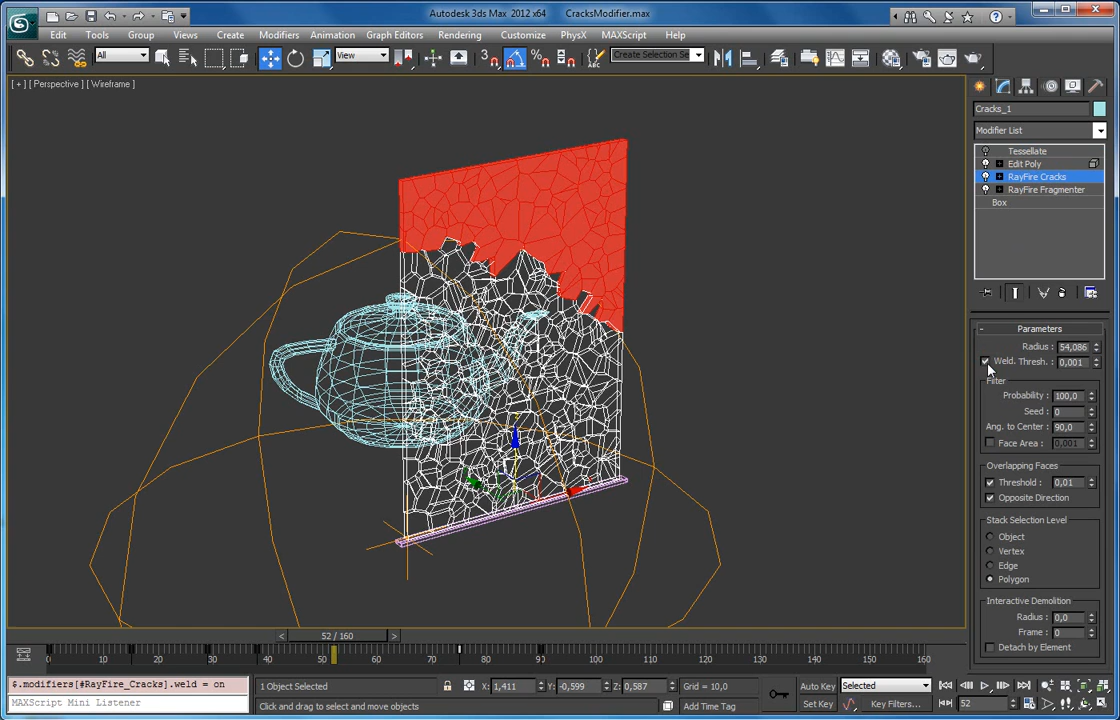 Autodesk 3ds Max 2012 x64 CracksModifier.max
Edit Tools Group Views Create Modifiers Animation Graph Editors Rendering Customize PhysX MAXScript Help
All View Create Selection Se
[ + ] [ Perspective ] [ Wireframe ]
Cracks_1
Modifier List
Tessellate
Edit Poly
RayFire Cracks
RayFire Fragmenter
Box
Parameters
Radius : 54,086
Weld. Thresh. : 0,001
Filter
Probability : 100,0
Seed : 0
Ang. to Center : 90,0
Face Area : 0,001
Overlapping Faces
Threshold : 0,01
Opposite Direction
Stack Selection Level
Object
Vertex
Edge
Polygon
Interactive Demolition
Radius : 0,0
Frame : 0
Detach by Element
< 52 / 160 >
0 10 20 30 40 50 60 70 80 90 100 110 120 130 140 150 160
$.modifiers[#RayFire_Cracks].weld = on
MAXScript Mini Listener
1 Object Selected X: 1,411 Y: -0,599 Z: 0,587 Grid = 10,0
Click and drag to select and move objects Add Time Tag
Auto Key Selected
Set Key Key Filters... 52